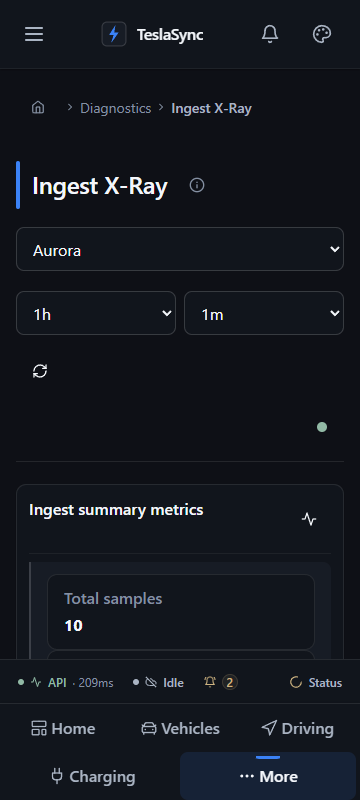 TeslaSync
Diagnostics Ingest X-Ray
Ingest X-Ray
Aurora
1h 1m
Ingest summary metrics
Total samples
10
API · 209ms Idle 2 Status
Home Vehicles Driving
Charging More